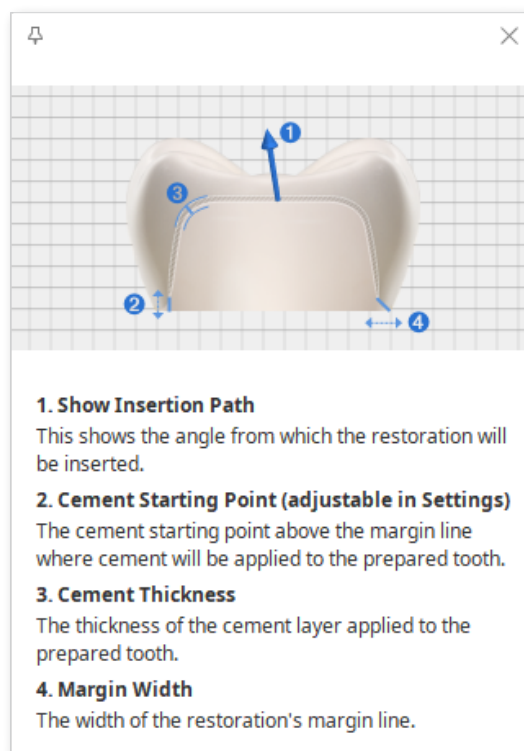 1
3
2
4
1. Show Insertion Path
This shows the angle from which the restoration will
be inserted.
2. Cement Starting Point (adjustable in Settings)
The cement starting point above the margin line
where cement will be applied to the prepared tooth.
3. Cement Thickness
The thickness of the cement layer applied to the
prepared tooth.
4. Margin Width
The width of the restoration's margin line.